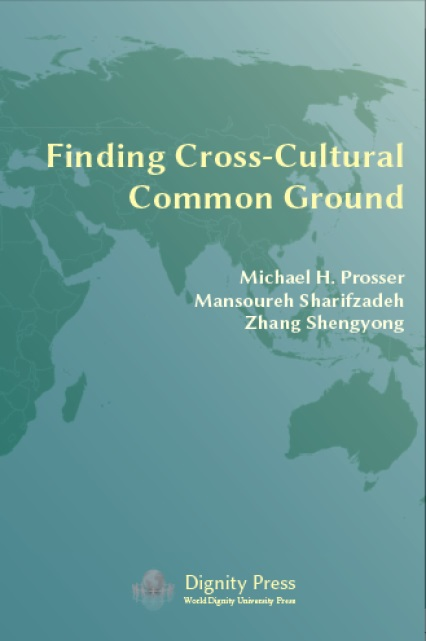 Finding Cross-Cultural
Common Ground
Michael H. Prosser
Mansoureh Sharifzadeh
Zhang Shengyong
Dignity Press
World Dignity University Press